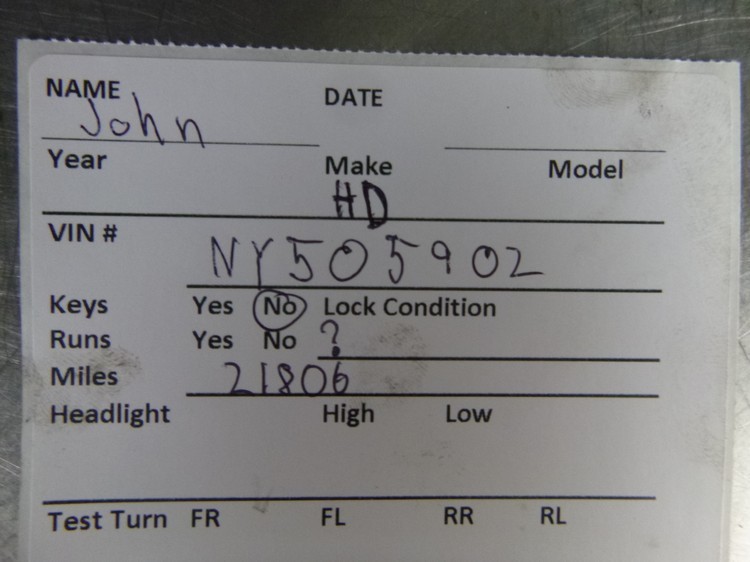 NAME DATE
John
Year Make Model
HD
VIN #
NY505902
Keys Yes No Lock Condition
Runs Yes No ?
Miles 21806
Headlight High Low
Test Turn FR FL RR RL